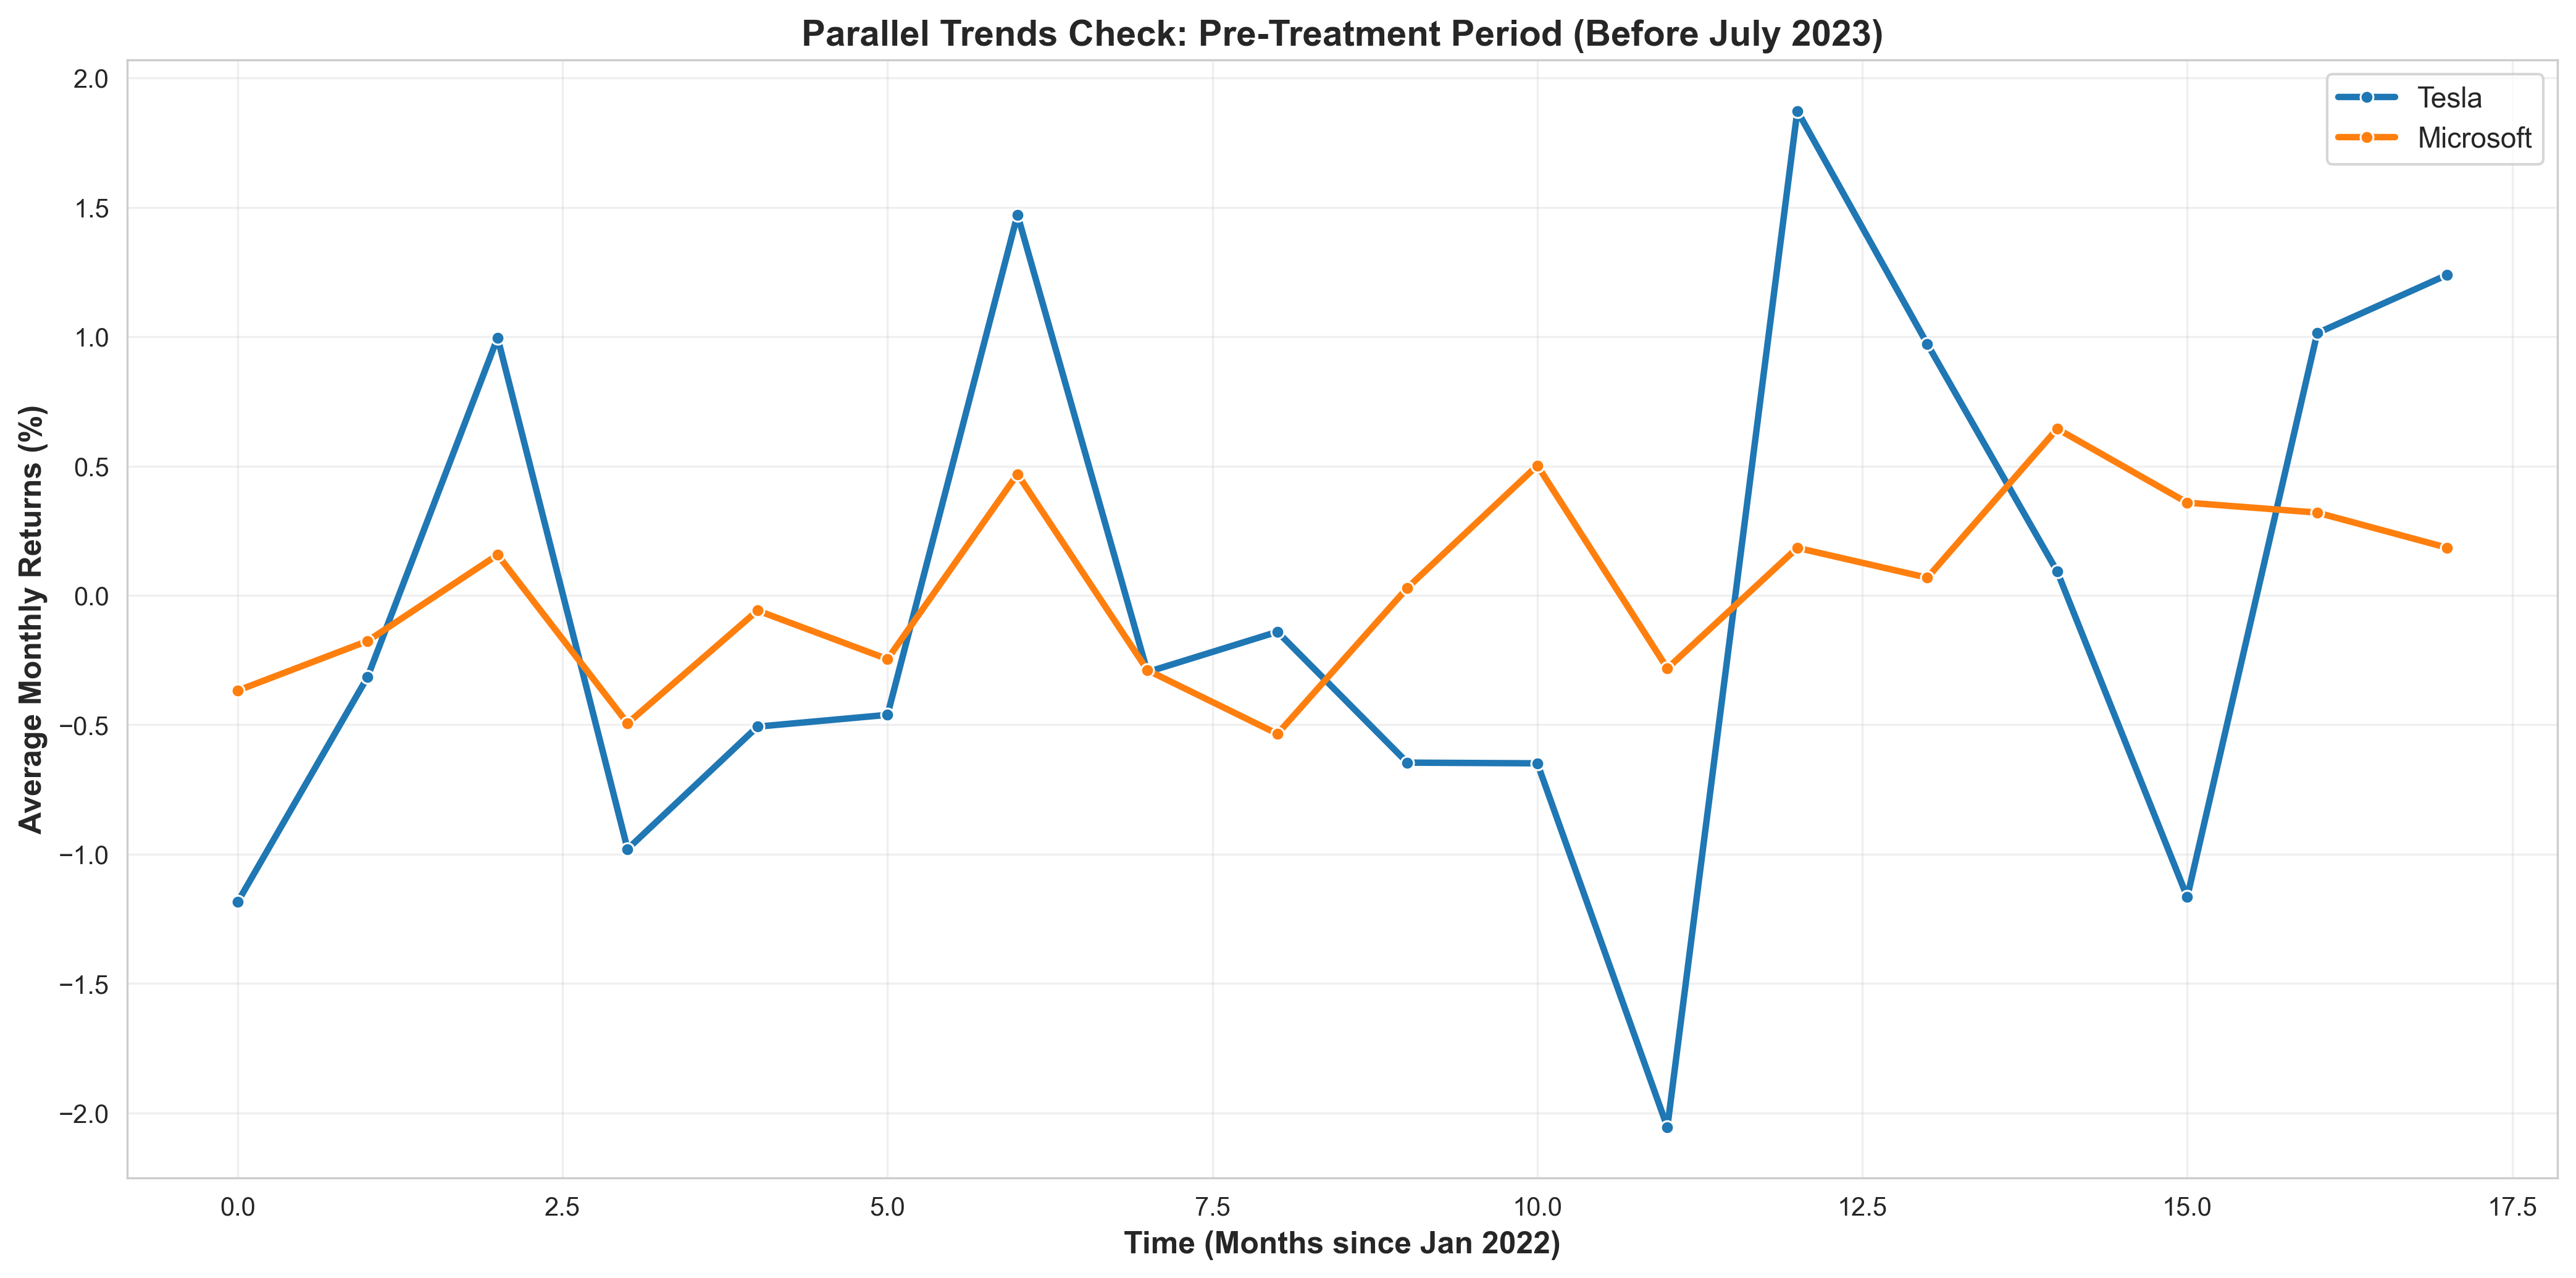 Parallel Trends Check: Pre-Treatment Period (Before July 2023)
Tesla
Microsoft
Average Monthly Returns (%)
2.0
1.5
1.0
0.5
0.0
−0.5
−1.0
−1.5
−2.0
0.0 2.5 5.0 7.5 10.0 12.5 15.0 17.5
Time (Months since Jan 2022)